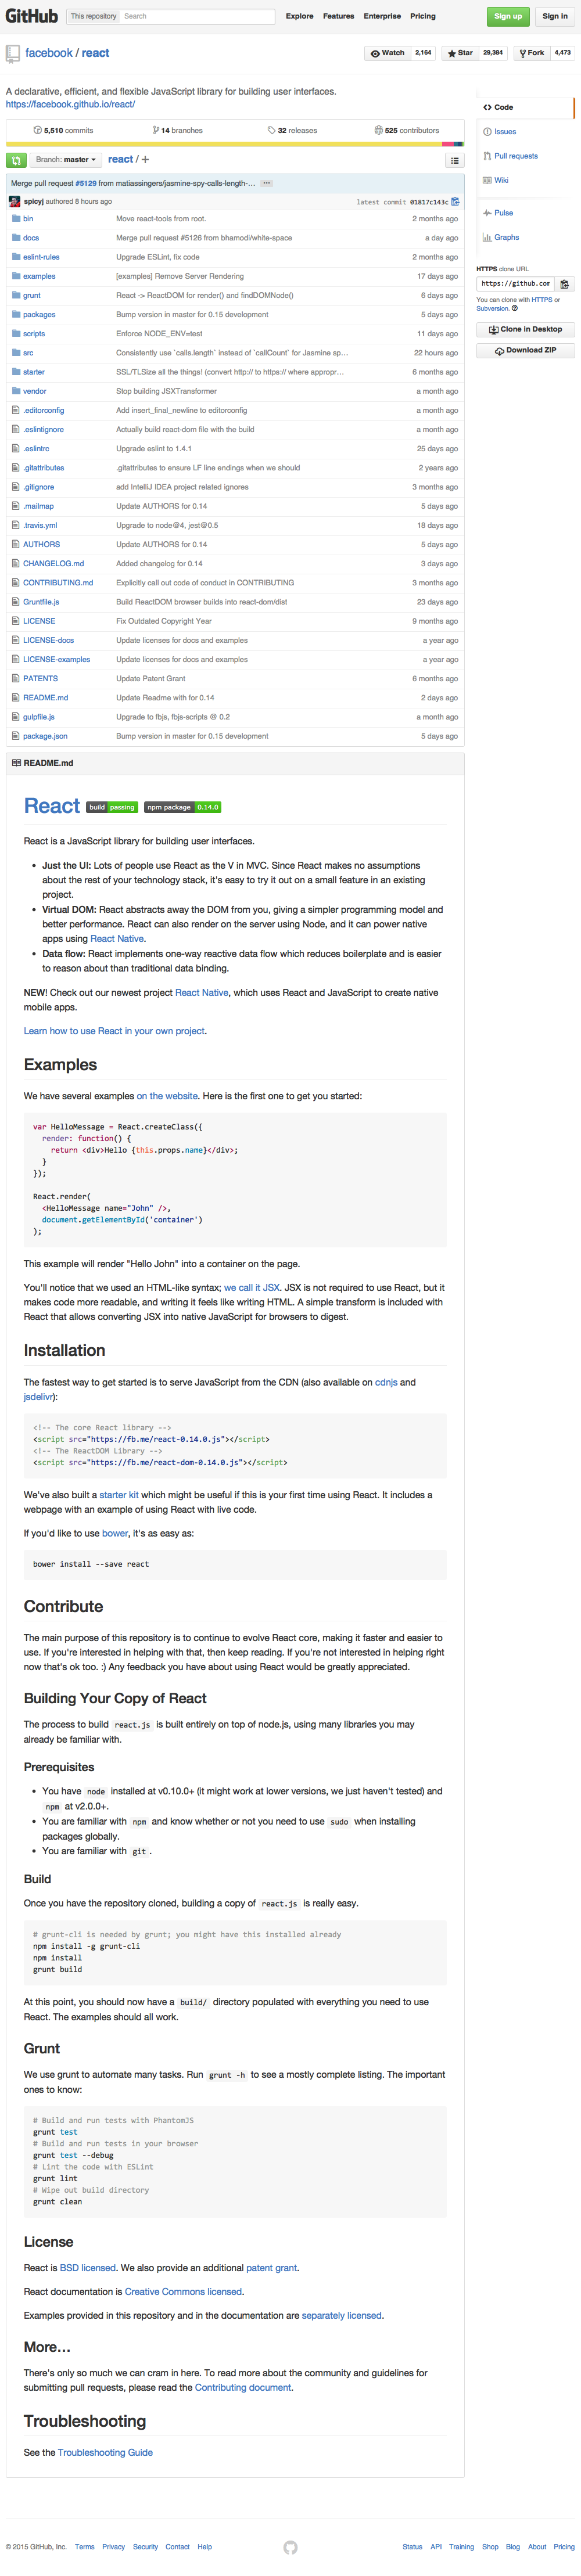 GitHub This repository Search Explore Features Enterprise Pricing Sign up Sign in
facebook / react Watch 2,164 Star 29,384 Fork 4,473
A declarative, efficient, and flexible JavaScript library for building user interfaces.
https://facebook.github.io/react/
5,510 commits 14 branches 32 releases 525 contributors
Branch: master react / +
Merge pull request #5129 from matiassingers/jasmine-spy-calls-length-… …
spicyj authored 8 hours ago latest commit 01817c143c
bin Move react-tools from root. 2 months ago
docs Merge pull request #5126 from bhamodi/white-space a day ago
eslint-rules Upgrade ESLint, fix code 2 months ago
examples [examples] Remove Server Rendering 17 days ago
grunt React -> ReactDOM for render() and findDOMNode() 6 days ago
packages Bump version in master for 0.15 development 5 days ago
scripts Enforce NODE_ENV=test 11 days ago
src Consistently use `calls.length` instead of `callCount` for Jasmine sp… 22 hours ago
starter SSL/TLSize all the things! (convert http:// to https:// where appropr… 6 months ago
vendor Stop building JSXTransformer a month ago
.editorconfig Add insert_final_newline to editorconfig a month ago
.eslintignore Actually build react-dom file with the build a month ago
.eslintrc Upgrade eslint to 1.4.1 25 days ago
.gitattributes .gitattributes to ensure LF line endings when we should 2 years ago
.gitignore add IntelliJ IDEA project related ignores 3 months ago
.mailmap Update AUTHORS for 0.14 5 days ago
.travis.yml Upgrade to node@4, jest@0.5 18 days ago
AUTHORS Update AUTHORS for 0.14 5 days ago
CHANGELOG.md Added changelog for 0.14 3 days ago
CONTRIBUTING.md Explicitly call out code of conduct in CONTRIBUTING 3 months ago
Gruntfile.js Build ReactDOM browser builds into react-dom/dist 23 days ago
LICENSE Fix Outdated Copyright Year 9 months ago
LICENSE-docs Update licenses for docs and examples a year ago
LICENSE-examples Update licenses for docs and examples a year ago
PATENTS Update Patent Grant 6 months ago
README.md Update Readme with for 0.14 2 days ago
gulpfile.js Upgrade to fbjs, fbjs-scripts @ 0.2 a month ago
package.json Bump version in master for 0.15 development 5 days ago
Code
Issues
Pull requests
Wiki
Pulse
Graphs
HTTPS clone URL
https://github.com
You can clone with HTTPS or
Subversion.
Clone in Desktop
Download ZIP
README.md
React build passing npm package 0.14.0
React is a JavaScript library for building user interfaces.
Just the UI: Lots of people use React as the V in MVC. Since React makes no assumptions
about the rest of your technology stack, it's easy to try it out on a small feature in an existing
project.
Virtual DOM: React abstracts away the DOM from you, giving a simpler programming model and
better performance. React can also render on the server using Node, and it can power native
apps using React Native.
Data flow: React implements one-way reactive data flow which reduces boilerplate and is easier
to reason about than traditional data binding.
NEW! Check out our newest project React Native, which uses React and JavaScript to create native
mobile apps.
Learn how to use React in your own project.
Examples
We have several examples on the website. Here is the first one to get you started:
var HelloMessage = React.createClass({
render: function() {
return <div>Hello {this.props.name}</div>;
}
});
React.render(
<HelloMessage name="John" />,
document.getElementById('container')
);
This example will render "Hello John" into a container on the page.
You'll notice that we used an HTML-like syntax; we call it JSX. JSX is not required to use React, but it
makes code more readable, and writing it feels like writing HTML. A simple transform is included with
React that allows converting JSX into native JavaScript for browsers to digest.
Installation
The fastest way to get started is to serve JavaScript from the CDN (also available on cdnjs and
jsdelivr):
<!-- The core React library -->
<script src="https://fb.me/react-0.14.0.js"></script>
<!-- The ReactDOM Library -->
<script src="https://fb.me/react-dom-0.14.0.js"></script>
We've also built a starter kit which might be useful if this is your first time using React. It includes a
webpage with an example of using React with live code.
If you'd like to use bower, it's as easy as:
bower install --save react
Contribute
The main purpose of this repository is to continue to evolve React core, making it faster and easier to
use. If you're interested in helping with that, then keep reading. If you're not interested in helping right
now that's ok too. :) Any feedback you have about using React would be greatly appreciated.
Building Your Copy of React
The process to build react.js is built entirely on top of node.js, using many libraries you may
already be familiar with.
Prerequisites
You have node installed at v0.10.0+ (it might work at lower versions, we just haven't tested) and
npm at v2.0.0+.
You are familiar with npm and know whether or not you need to use sudo when installing
packages globally.
You are familiar with git .
Build
Once you have the repository cloned, building a copy of react.js is really easy.
# grunt-cli is needed by grunt; you might have this installed already
npm install -g grunt-cli
npm install
grunt build
At this point, you should now have a build/ directory populated with everything you need to use
React. The examples should all work.
Grunt
We use grunt to automate many tasks. Run grunt -h to see a mostly complete listing. The important
ones to know:
# Build and run tests with PhantomJS
grunt test
# Build and run tests in your browser
grunt test --debug
# Lint the code with ESLint
grunt lint
# Wipe out build directory
grunt clean
License
React is BSD licensed. We also provide an additional patent grant.
React documentation is Creative Commons licensed.
Examples provided in this repository and in the documentation are separately licensed.
More…
There's only so much we can cram in here. To read more about the community and guidelines for
submitting pull requests, please read the Contributing document.
Troubleshooting
See the Troubleshooting Guide
© 2015 GitHub, Inc. Terms Privacy Security Contact Help Status API Training Shop Blog About Pricing